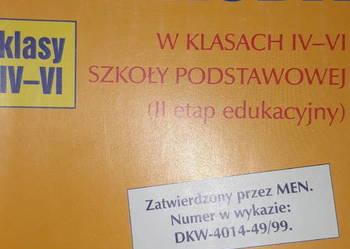 klasy
IV–VI
W KLASACH IV–VI
SZKOŁY PODSTAWOWEJ
(II etap edukacyjny)
Zatwierdzony przez MEN.
Numer w wykazie:
DKW-4014-49/99.